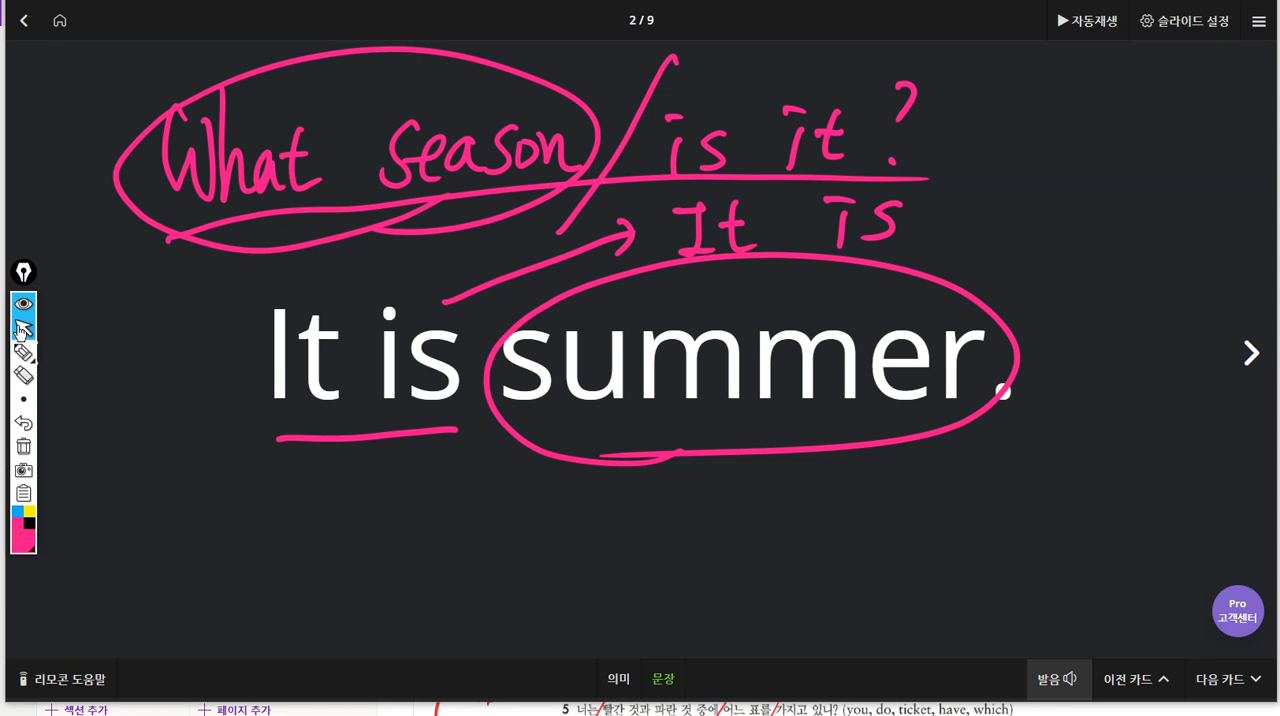 2 / 9
자동재생
슬라이드 설정
What season / is it?
It is
It is summer.
Pro
고객센터
리모콘 도움말
의미
문장
발음
이전 카드
다음 카드
섹션 추가
페이지 추가
5 너는/빨간 것과 파란 것 중에/어느 표를/가지고 있니? (you, do, ticket, have, which)